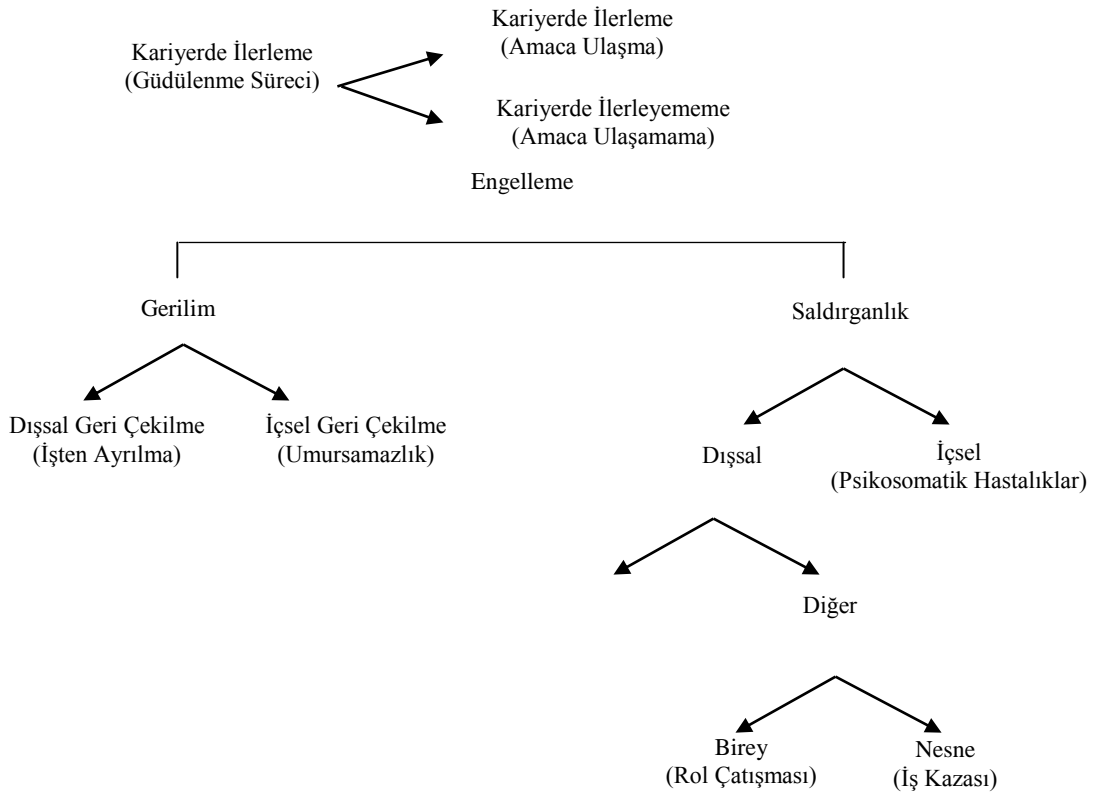 Kariyerde İlerleme
(Amaca Ulaşma)
Kariyerde İlerleme
(Güdülenme Süreci)
Kariyerde İlerleyememe
(Amaca Ulaşamama)
Engelleme
Gerilim
Saldırganlık
Dışsal Geri Çekilme
(İşten Ayrılma)
İçsel Geri Çekilme
(Umursamazlık)
Dışsal
İçsel
(Psikosomatik Hastalıklar)
Diğer
Birey
(Rol Çatışması)
Nesne
(İş Kazası)